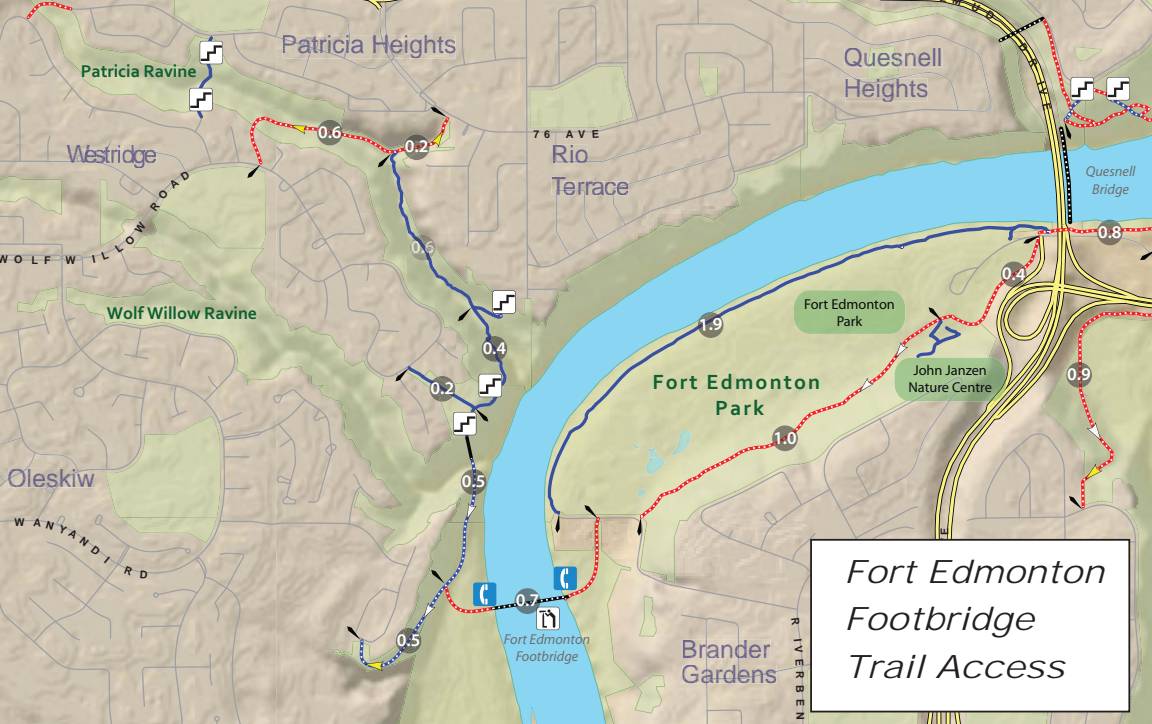 Patricia Heights
Patricia Ravine
Quesnell
Heights
MUD DRIVE
0.6
0.2
76 AVE
Westridge
Rio
Terrace
Quesnell
Bridge
WOLF WILLOW ROAD
0.6
0.8
0.4
Wolf Willow Ravine
Fort Edmonton
Park
1.9
0.4
John Janzen
Nature Centre
0.2
Fort Edmonton
Park
0.9
1.0
Oleskiw
0.5
WANYANDI RD
E
0.7
0.5
Fort Edmonton
Footbridge
Brander
Gardens
RIVERBEN
Fort Edmonton
Footbridge
Trail Access